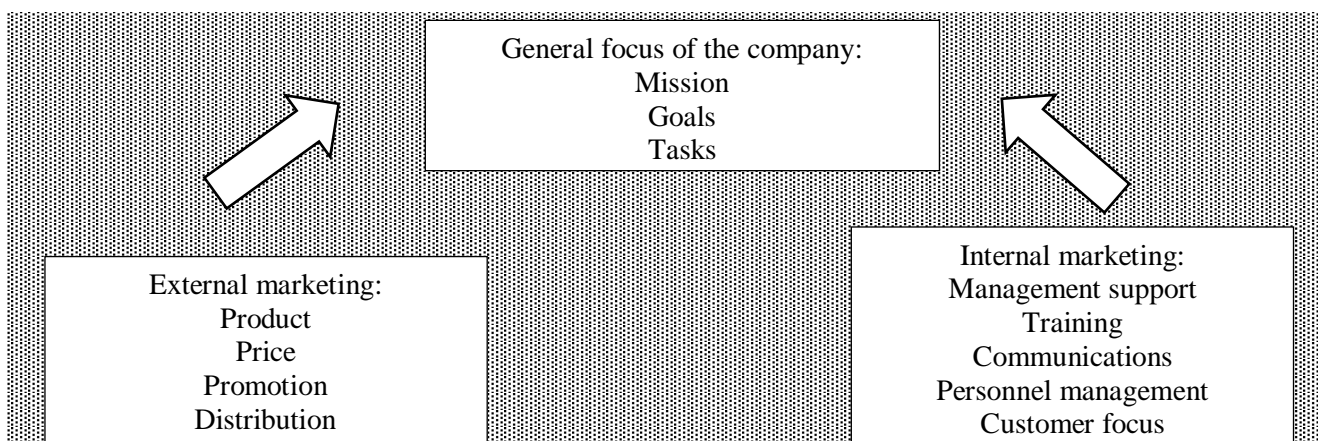 General focus of the company:
Mission
Goals
Tasks
External marketing:
Product
Price
Promotion
Distribution
Internal marketing:
Management support
Training
Communications
Personnel management
Customer focus